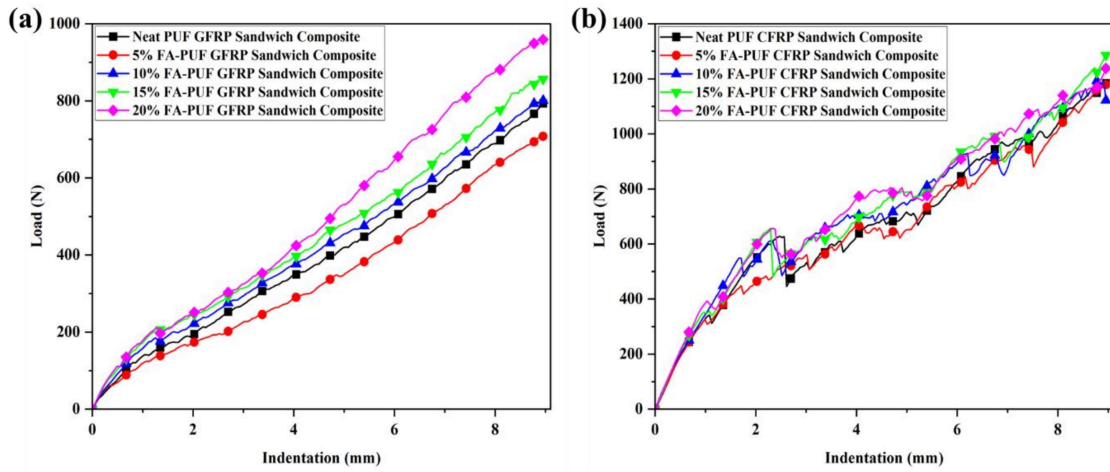 (a)
1000
800
600
400
200
0
Load (N)
Neat PUF GFRP Sandwich Composite
5% FA-PUF GFRP Sandwich Composite
10% FA-PUF GFRP Sandwich Composite
15% FA-PUF GFRP Sandwich Composite
20% FA-PUF GFRP Sandwich Composite
0 2 4 6 8
Indentation (mm)
(b)
1400
1200
1000
800
600
400
200
0
Load (N)
Neat PUF CFRP Sandwich Composite
5% FA-PUF CFRP Sandwich Composite
10% FA-PUF CFRP Sandwich Composite
15% FA-PUF CFRP Sandwich Composite
20% FA-PUF CFRP Sandwich Composite
0 2 4 6 8
Indentation (mm)